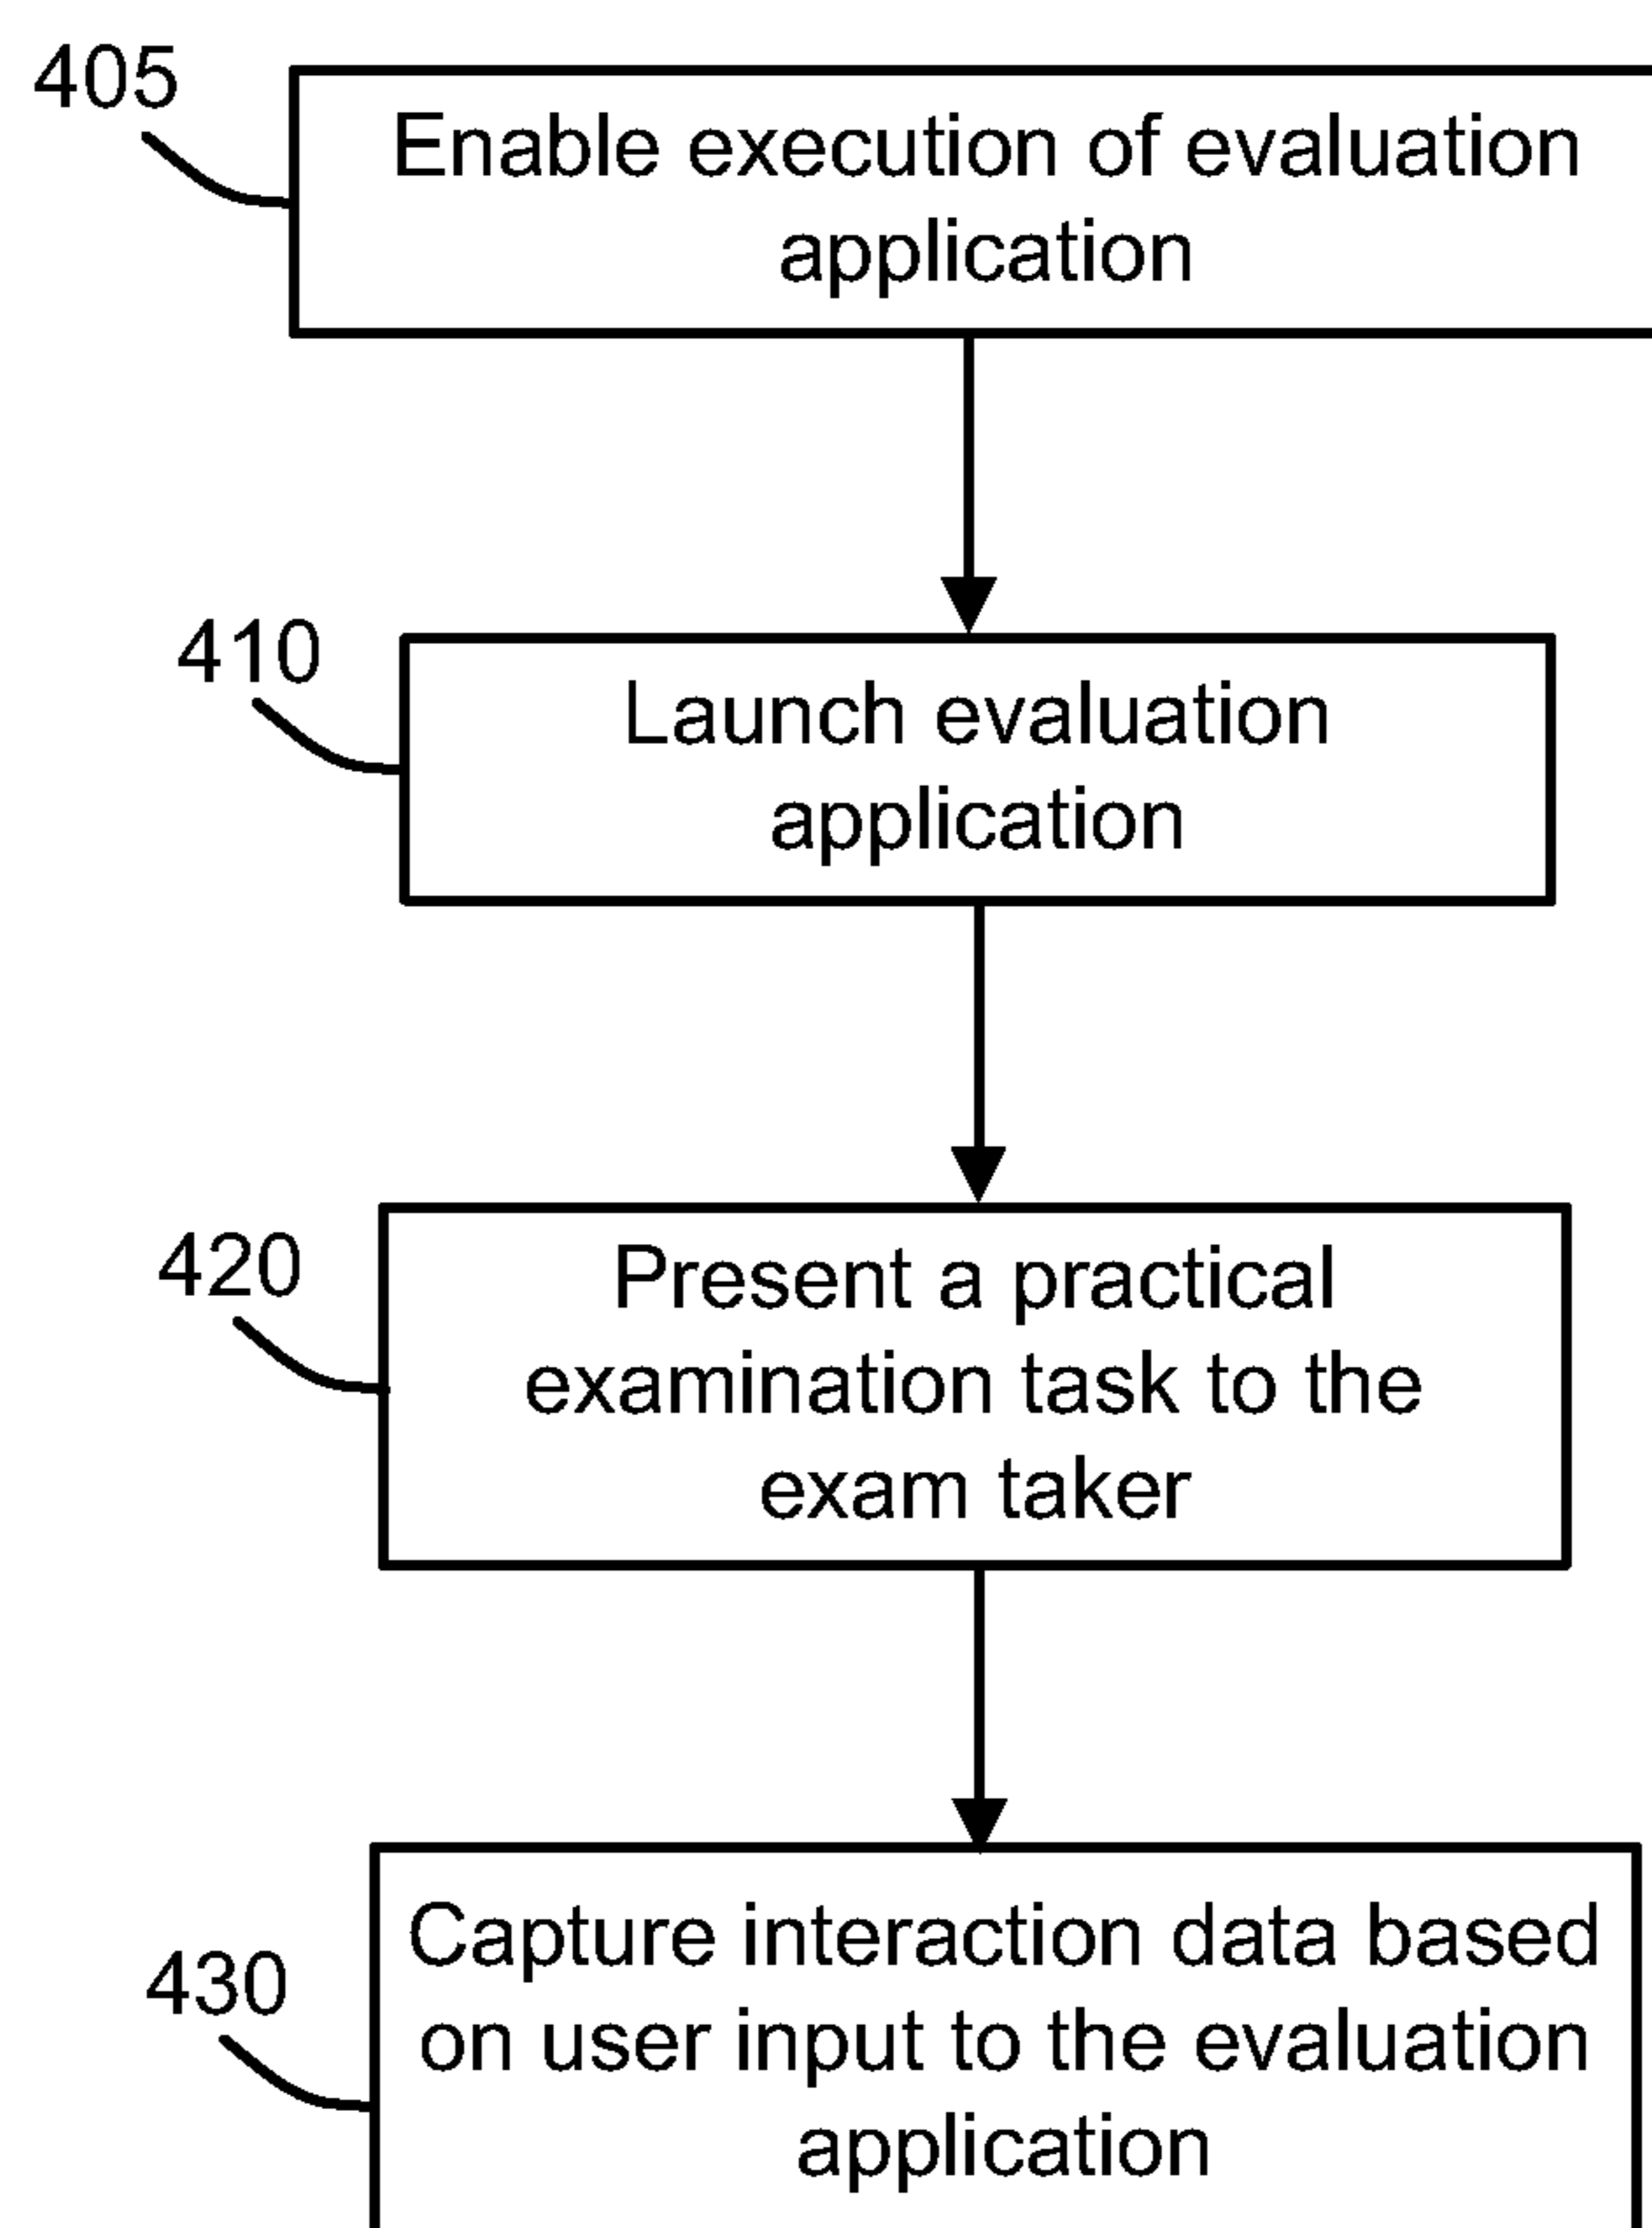 405
Enable execution of evaluation
application
410
Launch evaluation
application
420
Present a practical
examination task to the
exam taker
430
Capture interaction data based
on user input to the evaluation
application